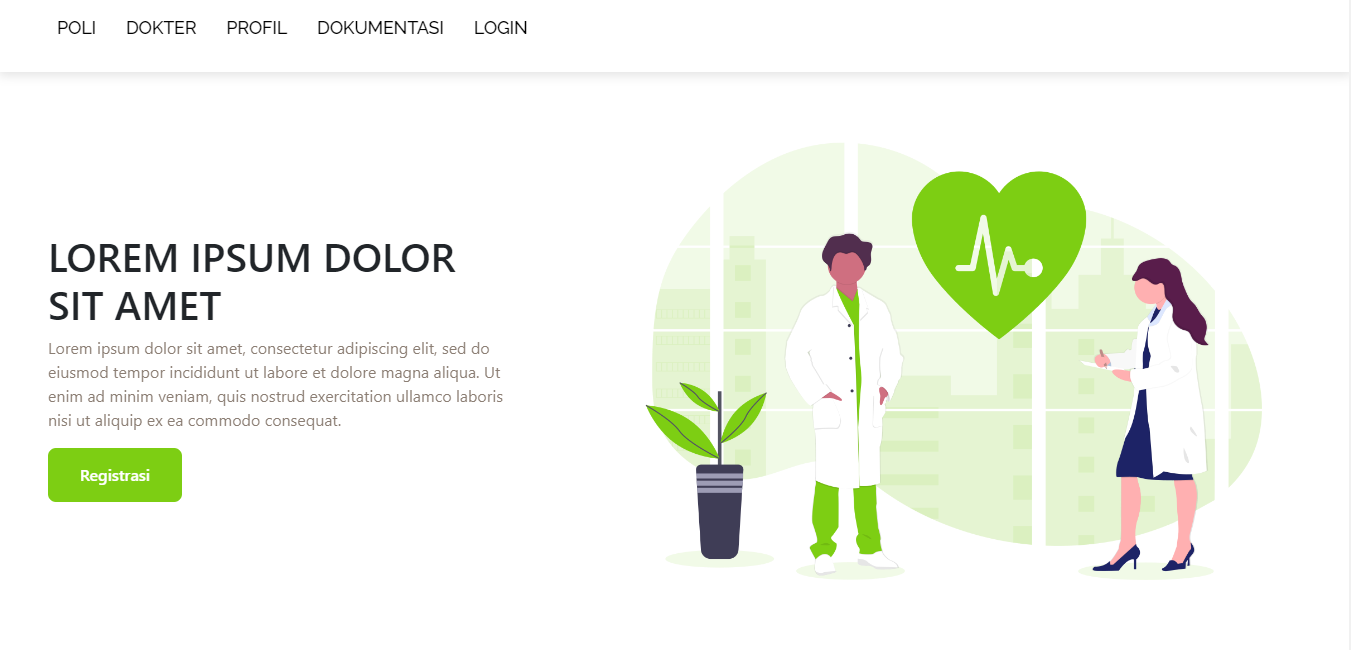 POLI DOKTER PROFIL DOKUMENTASI LOGIN
LOREM IPSUM DOLOR
SIT AMET
Lorem ipsum dolor sit amet, consectetur adipiscing elit, sed do
eiusmod tempor incididunt ut labore et dolore magna aliqua. Ut
enim ad minim veniam, quis nostrud exercitation ullamco laboris
nisi ut aliquip ex ea commodo consequat.
Registrasi